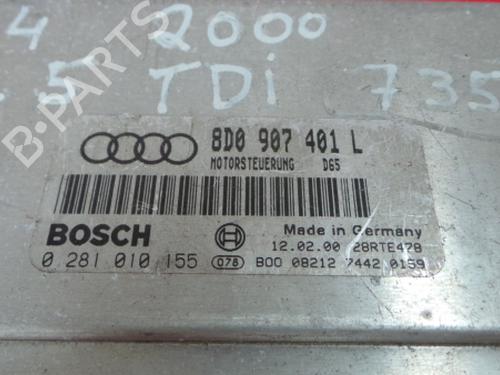 4 2000
.5 TDi 735
8D0 907 401 L
MOTORSTEUERUNG D65
BOSCH
Made in Germany
12.02.00 28RTE478
0 281 010 155 078 B00 08212 7442 0159
B-PARTS